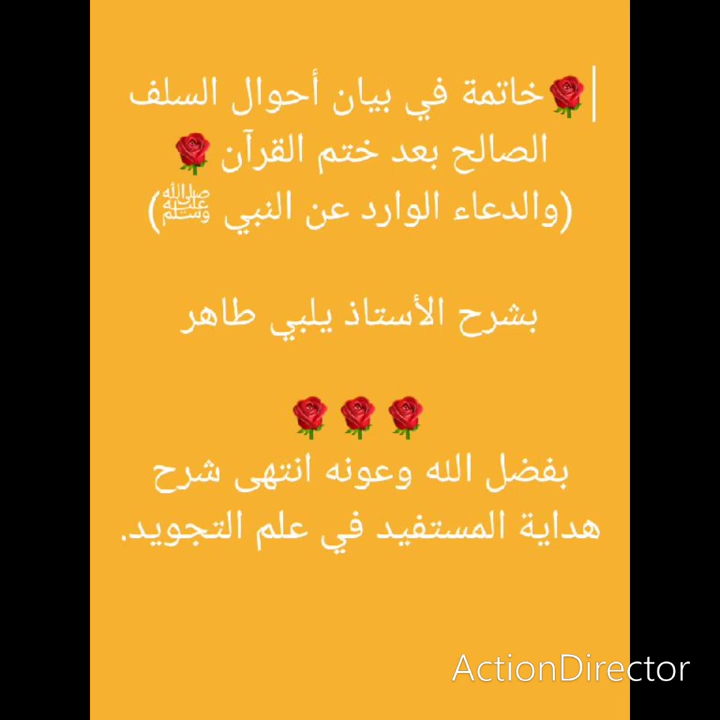 🌹خاتمة في بيان أحوال السلف
الصالح بعد ختم القرآن🌹
(والدعاء الوارد عن النبي ﷺ)
بشرح الأستاذ يلبي طاهر
🌹🌹🌹
بفضل الله وعونه انتهى شرح
هداية المستفيد في علم التجويد.
ActionDirector